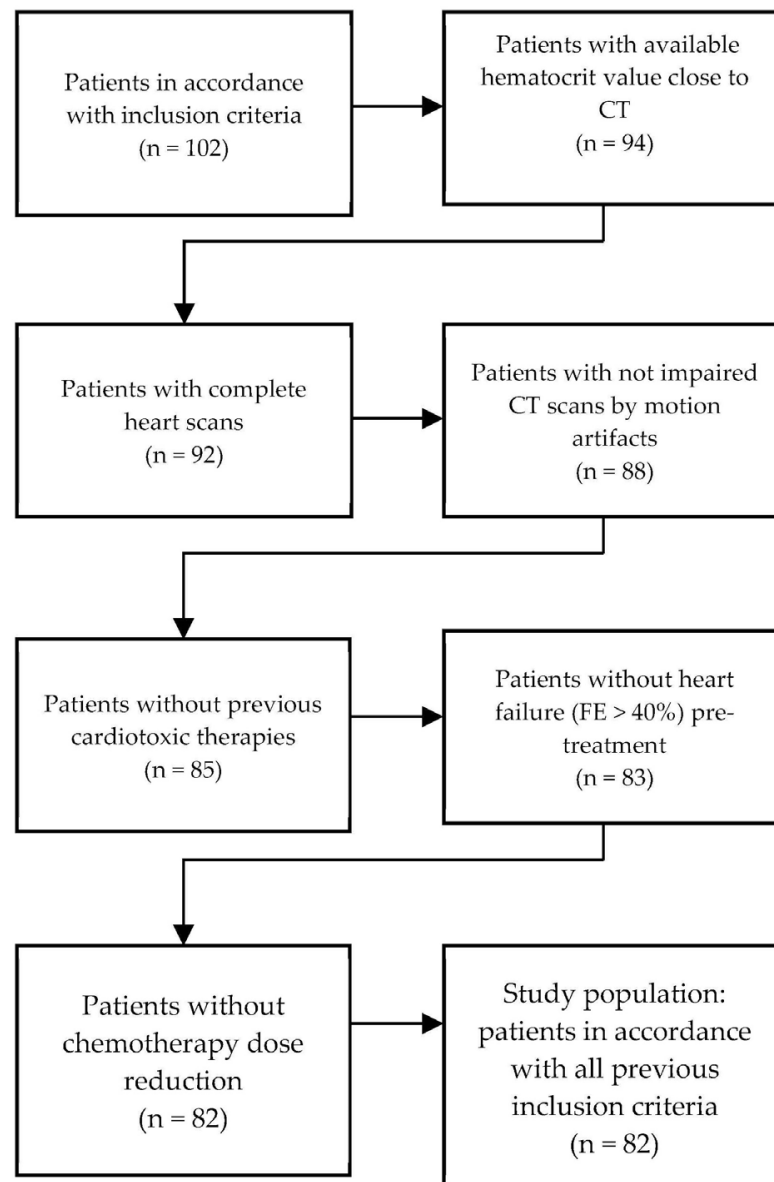 Patients in accordance
with inclusion criteria
(n = 102)
Patients with available
hematocrit value close to
CT
(n = 94)
Patients with complete
heart scans
(n = 92)
Patients with not impaired
CT scans by motion
artifacts
(n = 88)
Patients without previous
cardiotoxic therapies
(n = 85)
Patients without heart
failure (FE > 40%) pre-
treatment
(n = 83)
Patients without
chemotherapy dose
reduction
(n = 82)
Study population:
patients in accordance
with all previous
inclusion criteria
(n = 82)